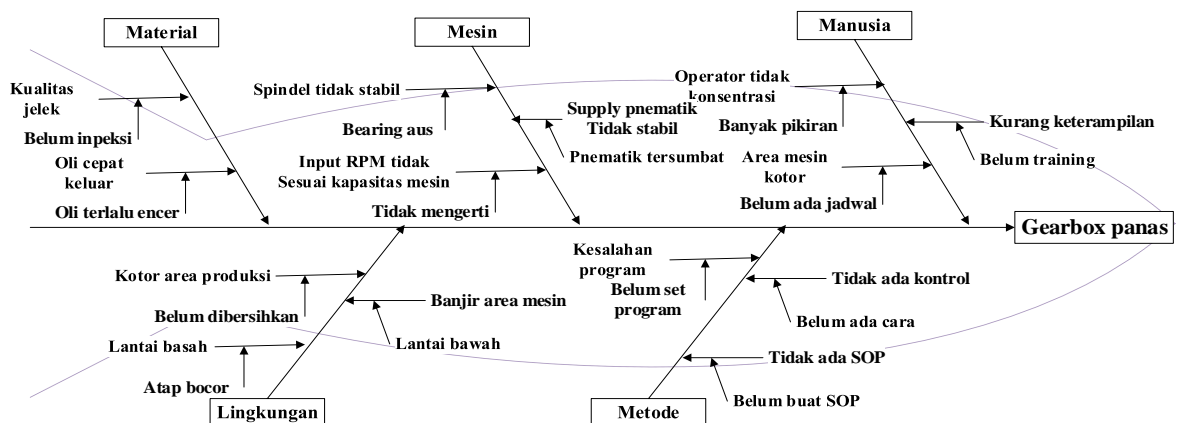 Material
Mesin
Manusia
Kualitas
jelek
Belum inpeksi
Oli cepat
keluar
Oli terlalu encer
Spindel tidak stabil
Bearing aus
Supply pnematik
Tidak stabil
Pnematik tersumbat
Input RPM tidak
Sesuai kapasitas mesin
Tidak mengerti
Operator tidak
konsentrasi
Banyak pikiran
Kurang keterampilan
Belum training
Area mesin
kotor
Belum ada jadwal
Gearbox panas
Kotor area produksi
Belum dibersihkan
Banjir area mesin
Lantai bawah
Lantai basah
Atap bocor
Lingkungan
Kesalahan
program
Belum set
program
Tidak ada kontrol
Belum ada cara
Tidak ada SOP
Belum buat SOP
Metode